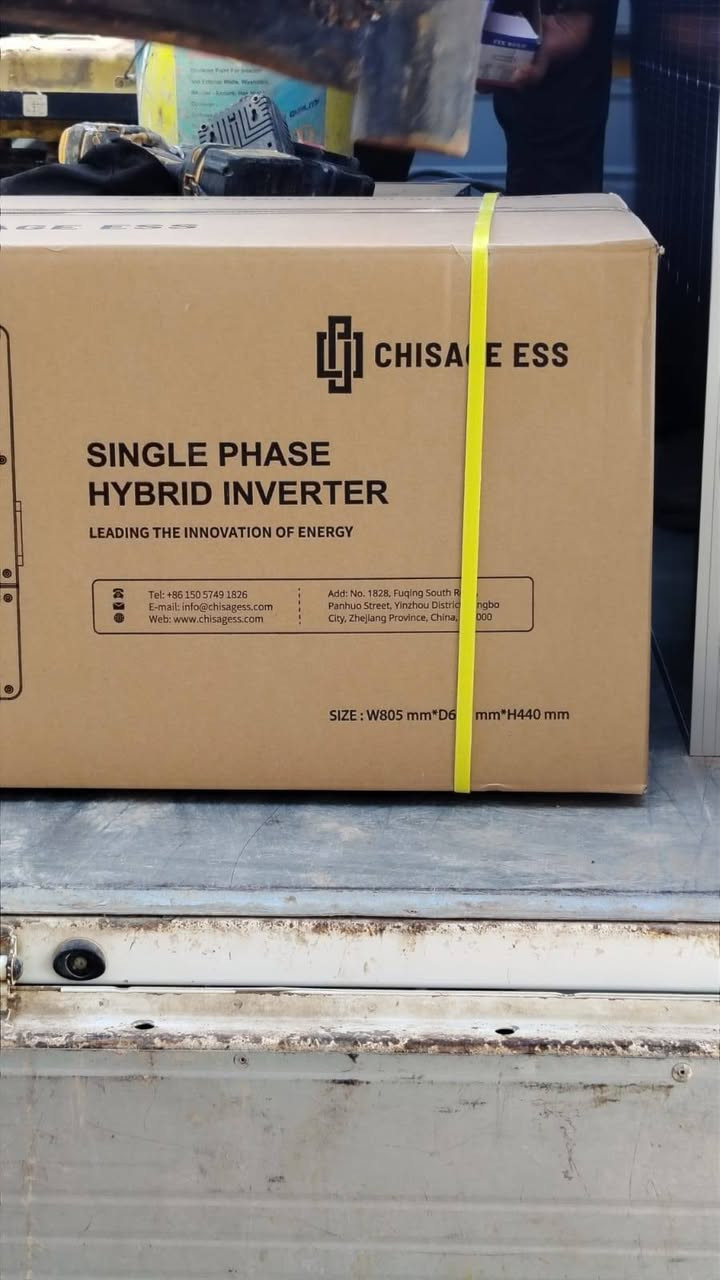 AGE ESS
CHISAGE ESS
SINGLE PHASE
HYBRID INVERTER
LEADING THE INNOVATION OF ENERGY
Tel: +86 150 5749 1826
E-mail: info@chisagess.com
Web: www.chisagess.com
Add: No. 1828, Fuqing South R
Panhuo Street, Yinzhou Distric ngbo
City, Zhejiang Province, China, 000
SIZE : W805 mm*D6 mm*H440 mm